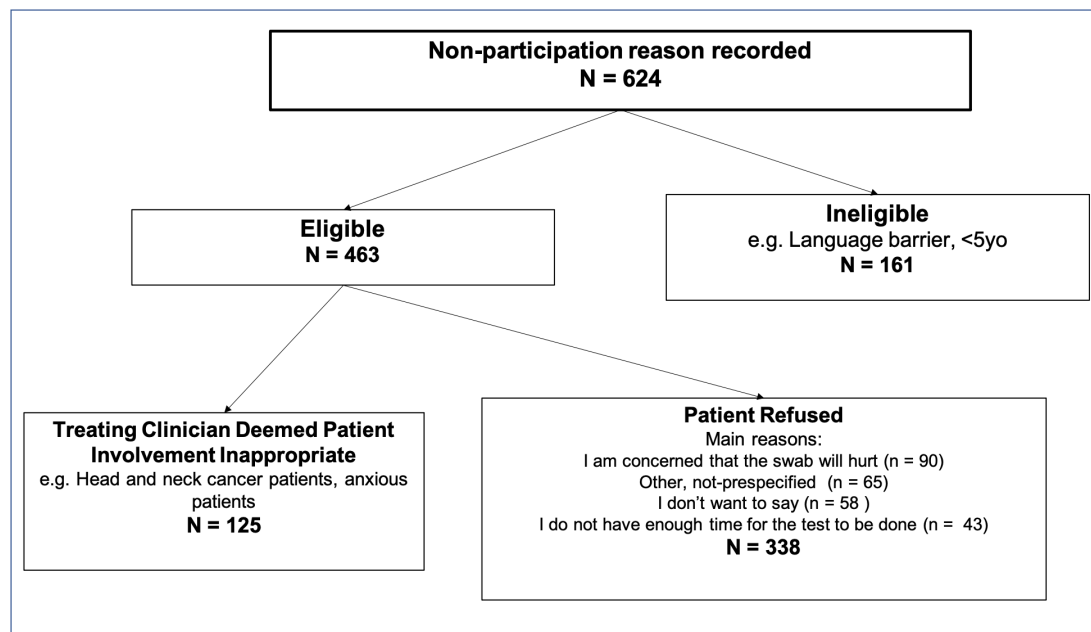 Non-participation reason recorded
N = 624
Eligible
N = 463
Ineligible
e.g. Language barrier, <5yo
N = 161
Treating Clinician Deemed Patient
Involvement Inappropriate
e.g. Head and neck cancer patients, anxious
patients
N = 125
Patient Refused
Main reasons:
I am concerned that the swab will hurt (n = 90)
Other, not-prespecified  (n = 65)
I don't want to say (n = 58 )
I do not have enough time for the test to be done (n =  43)
N = 338